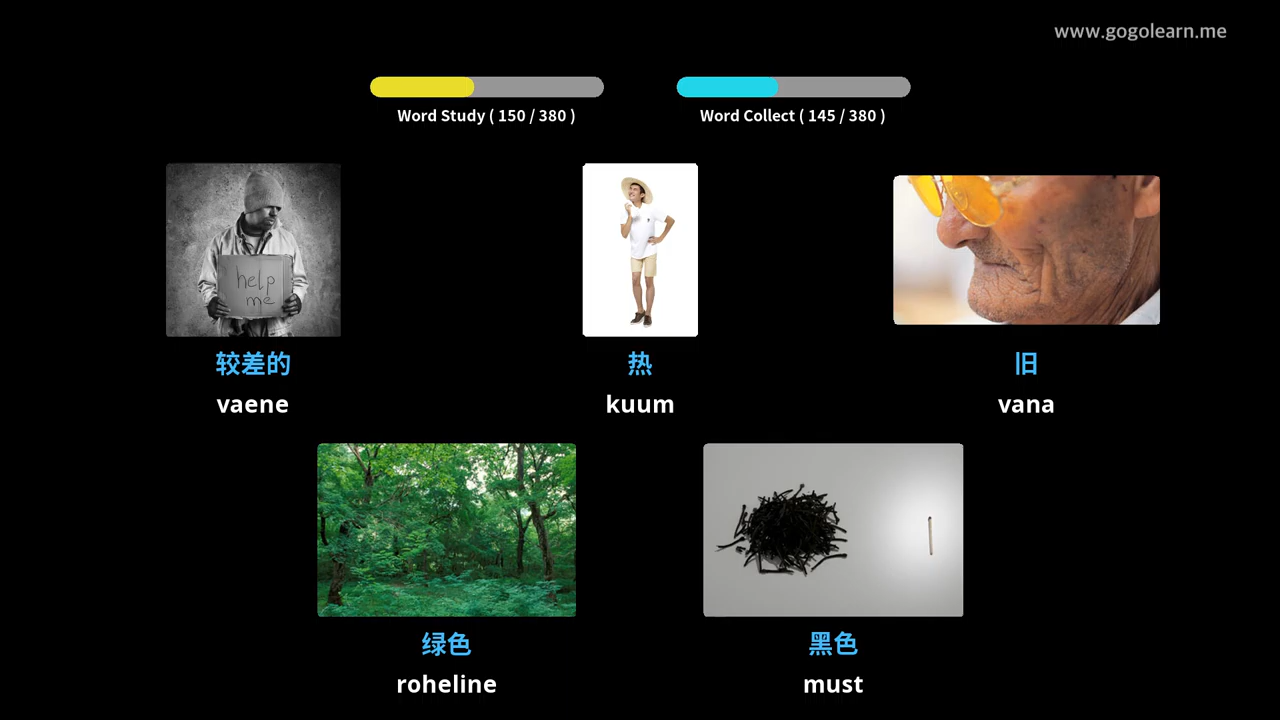 www.gogolearn.me
Word Study ( 150 / 380 )
Word Collect ( 145 / 380 )
help
me
较差的
热
旧
vaene
kuum
vana
绿色
黑色
roheline
must